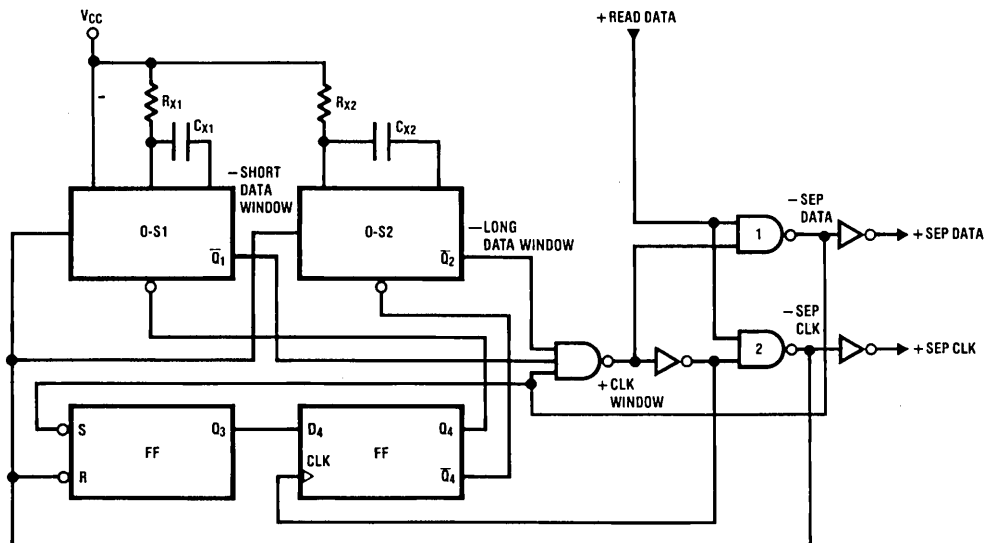 VCC
+ READ DATA
RX1
RX2
CX1
CX2
– SHORT
DATA
WINDOW
O-S1
Q̅1
O-S2
– LONG
DATA WINDOW
Q̅2
1
– SEP
DATA
+ SEP DATA
2
– SEP
CLK
+ SEP CLK
+ CLK
WINDOW
S
R
FF
Q3
D4
CLK
FF
Q4
Q̅4